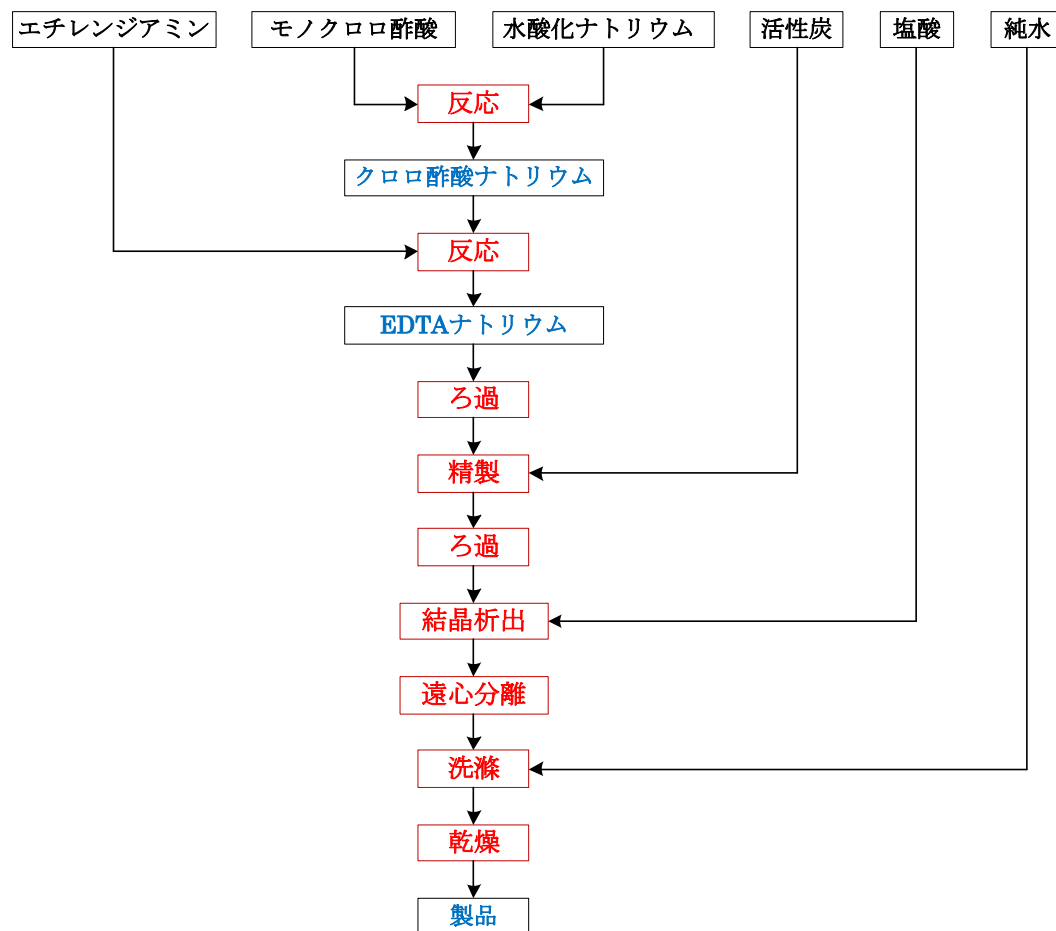 エチレンジアミン
モノクロロ酢酸
水酸化ナトリウム
活性炭
塩酸
純水
反応
クロロ酢酸ナトリウム
反応
EDTAナトリウム
ろ過
精製
ろ過
結晶析出
遠心分離
洗滌
乾燥
製品